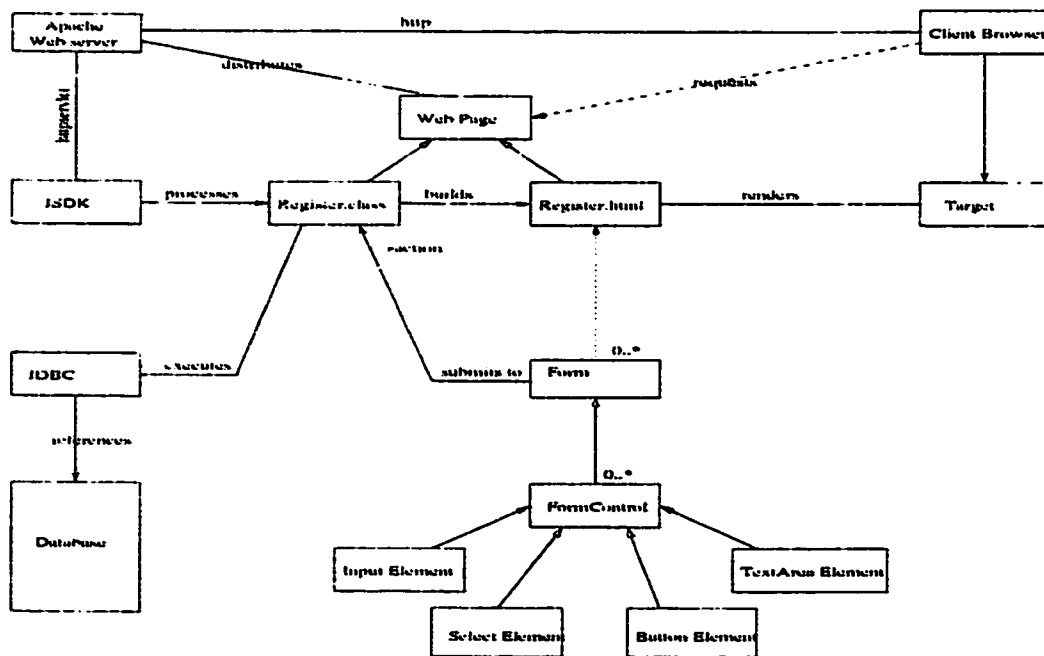 http
Apache
Web server
Client Browser
distributes
requests
Web Page
JSDK
processes
Register.class
builds
Register.html
renders
Target
action
0..*
JDBC
executes
submits to
Form
references
0..*
FormControl
Database
Input Element
TextArea Element
Select Element
Button Element